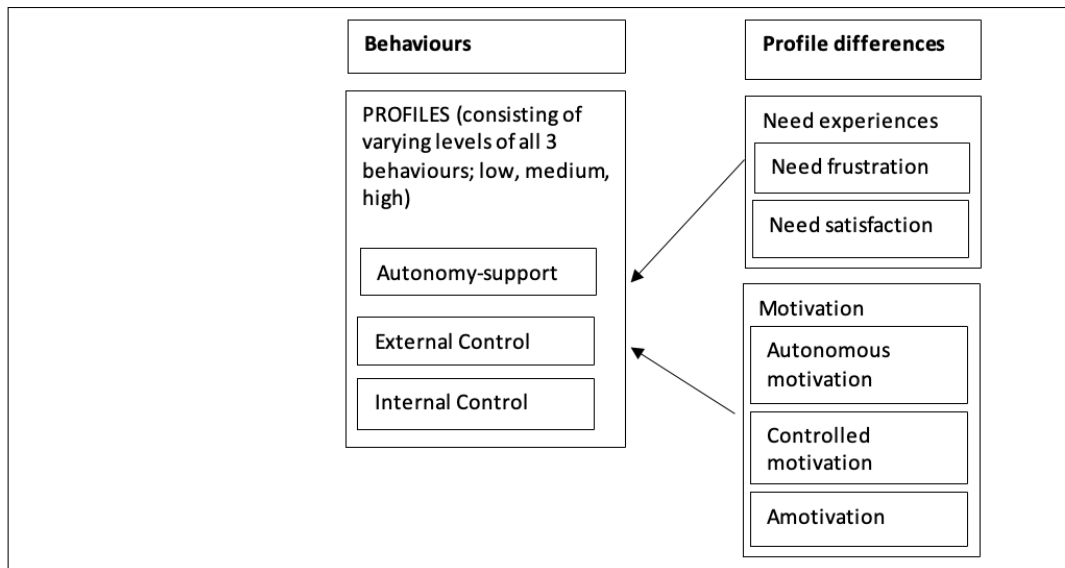 Behaviours
PROFILES (consisting of
varying levels of all 3
behaviours; low, medium,
high)
Autonomy-support
External Control
Internal Control
Profile differences
Need experiences
Need frustration
Need satisfaction
Motivation
Autonomous
motivation
Controlled
motivation
Amotivation